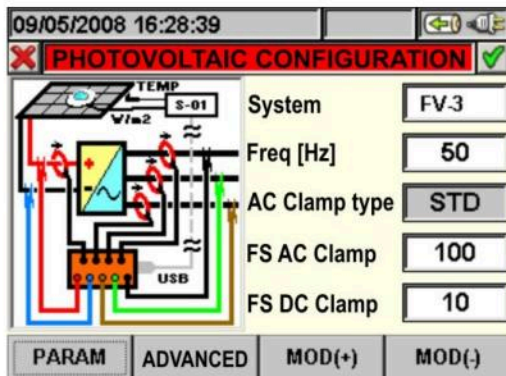 09/05/2008 16:28:39
PHOTOVOLTAIC CONFIGURATION
TEMP
S-01
W/m2
USB
System FV-3
Freq [Hz] 50
AC Clamp type STD
FS AC Clamp 100
FS DC Clamp 10
PARAM ADVANCED MOD(+) MOD(-)